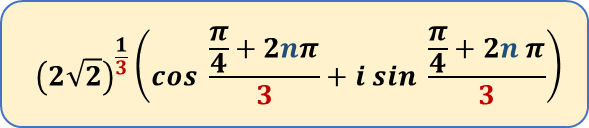 (2√2)^(1/3) (cos (π/4 + 2nπ)/3 + i sin (π/4 + 2n π)/3)